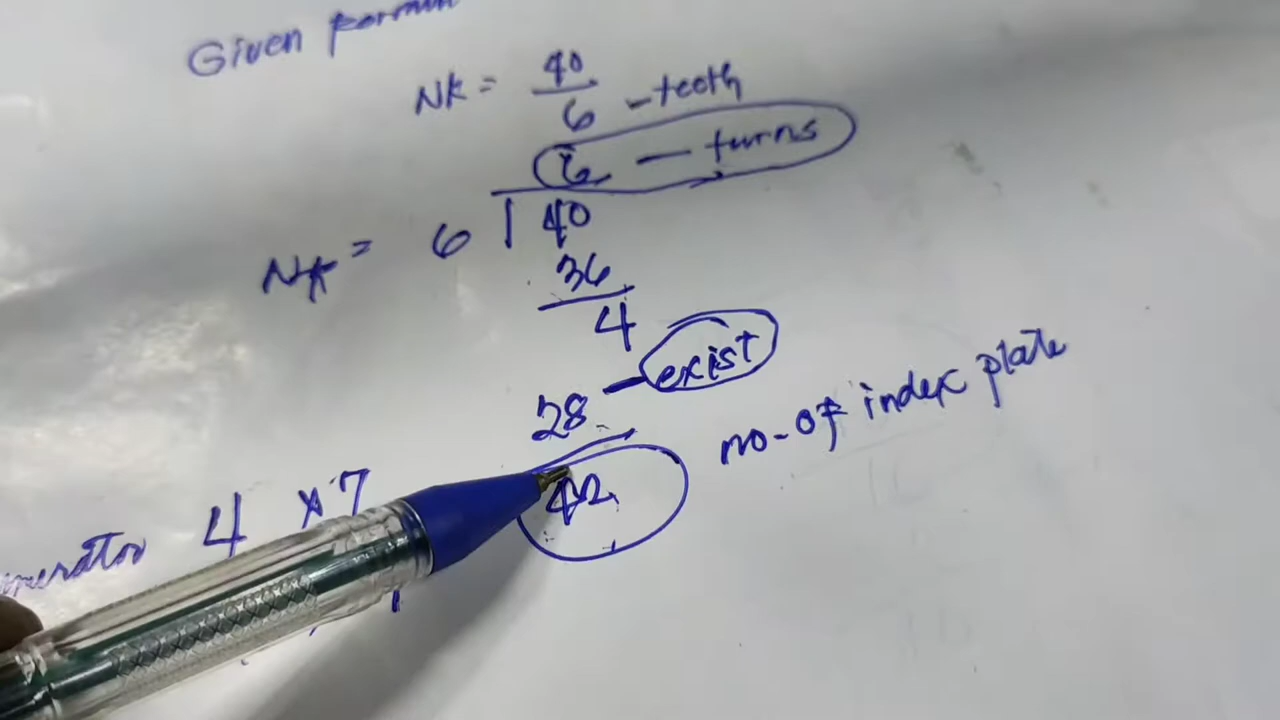 Given
NK = 40
6 - teeth
6 — turns
NK = 6 | 40
36
4
28 - exist
42 no-of index plate
4 x 7